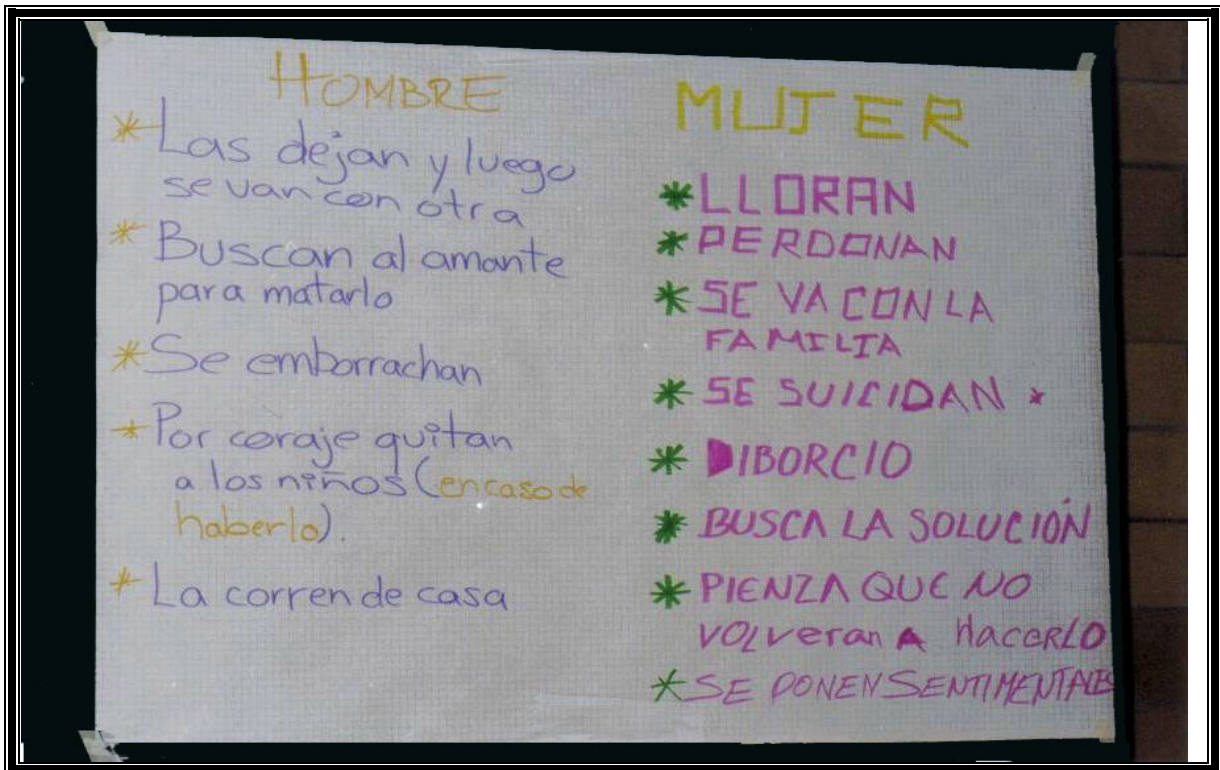 HOMBRE
* Las dejan y luego
se van con otra
* Buscan al amante
para matarlo
* Se emborrachan
* Por coraje quitan
a los niños (en caso de
haberlo).
* La corren de casa
MUJER
* LLORAN
* PERDONAN
* SE VA CON LA
FAMILIA
* SE SUICIDAN *
* DIBORCIO
* BUSCA LA SOLUCIÓN
* PIENZA QUE NO
VOLVERAN A HACERLO
* SE PONEN SENTIMENTALES